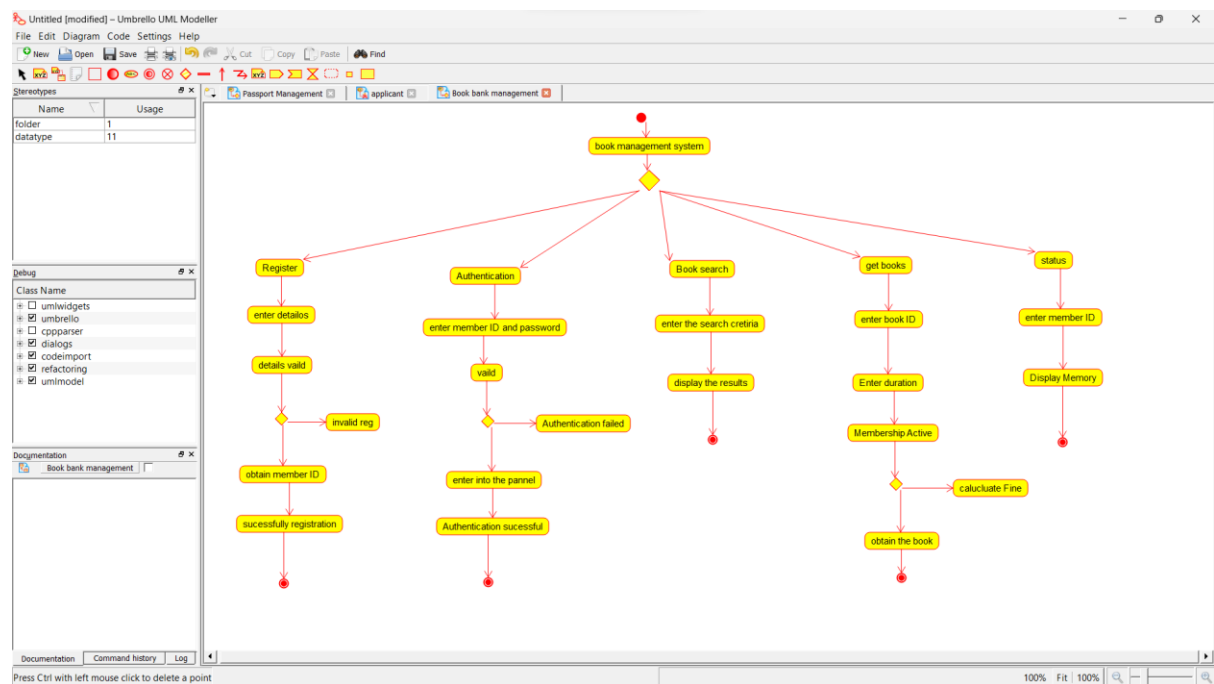 Untitled [modified] – Umbrello UML Modeller
File Edit Diagram Code Settings Help
New Open Save Cut Copy Paste Find
Stereotypes
Passport Management applicant Book bank management
Name Usage
folder 1
datatype 11
Debug
Class Name
umlwidgets
umbrello
cppparser
dialogs
codeimport
refactoring
umlmodel
Documentation
Book bank management
Documentation Command history Log
book management system
Register
enter detailos
details vaild
invalid reg
obtain member ID
sucessfully registration
Authentication
enter member ID and password
vaild
Authentication failed
enter into the pannel
Authentication sucessful
Book search
enter the search cretiria
display the results
get books
enter book ID
Enter duration
Membership Active
calucluate Fine
obtain the book
status
enter member ID
Display Memory
Press Ctrl with left mouse click to delete a point
100% Fit 100%